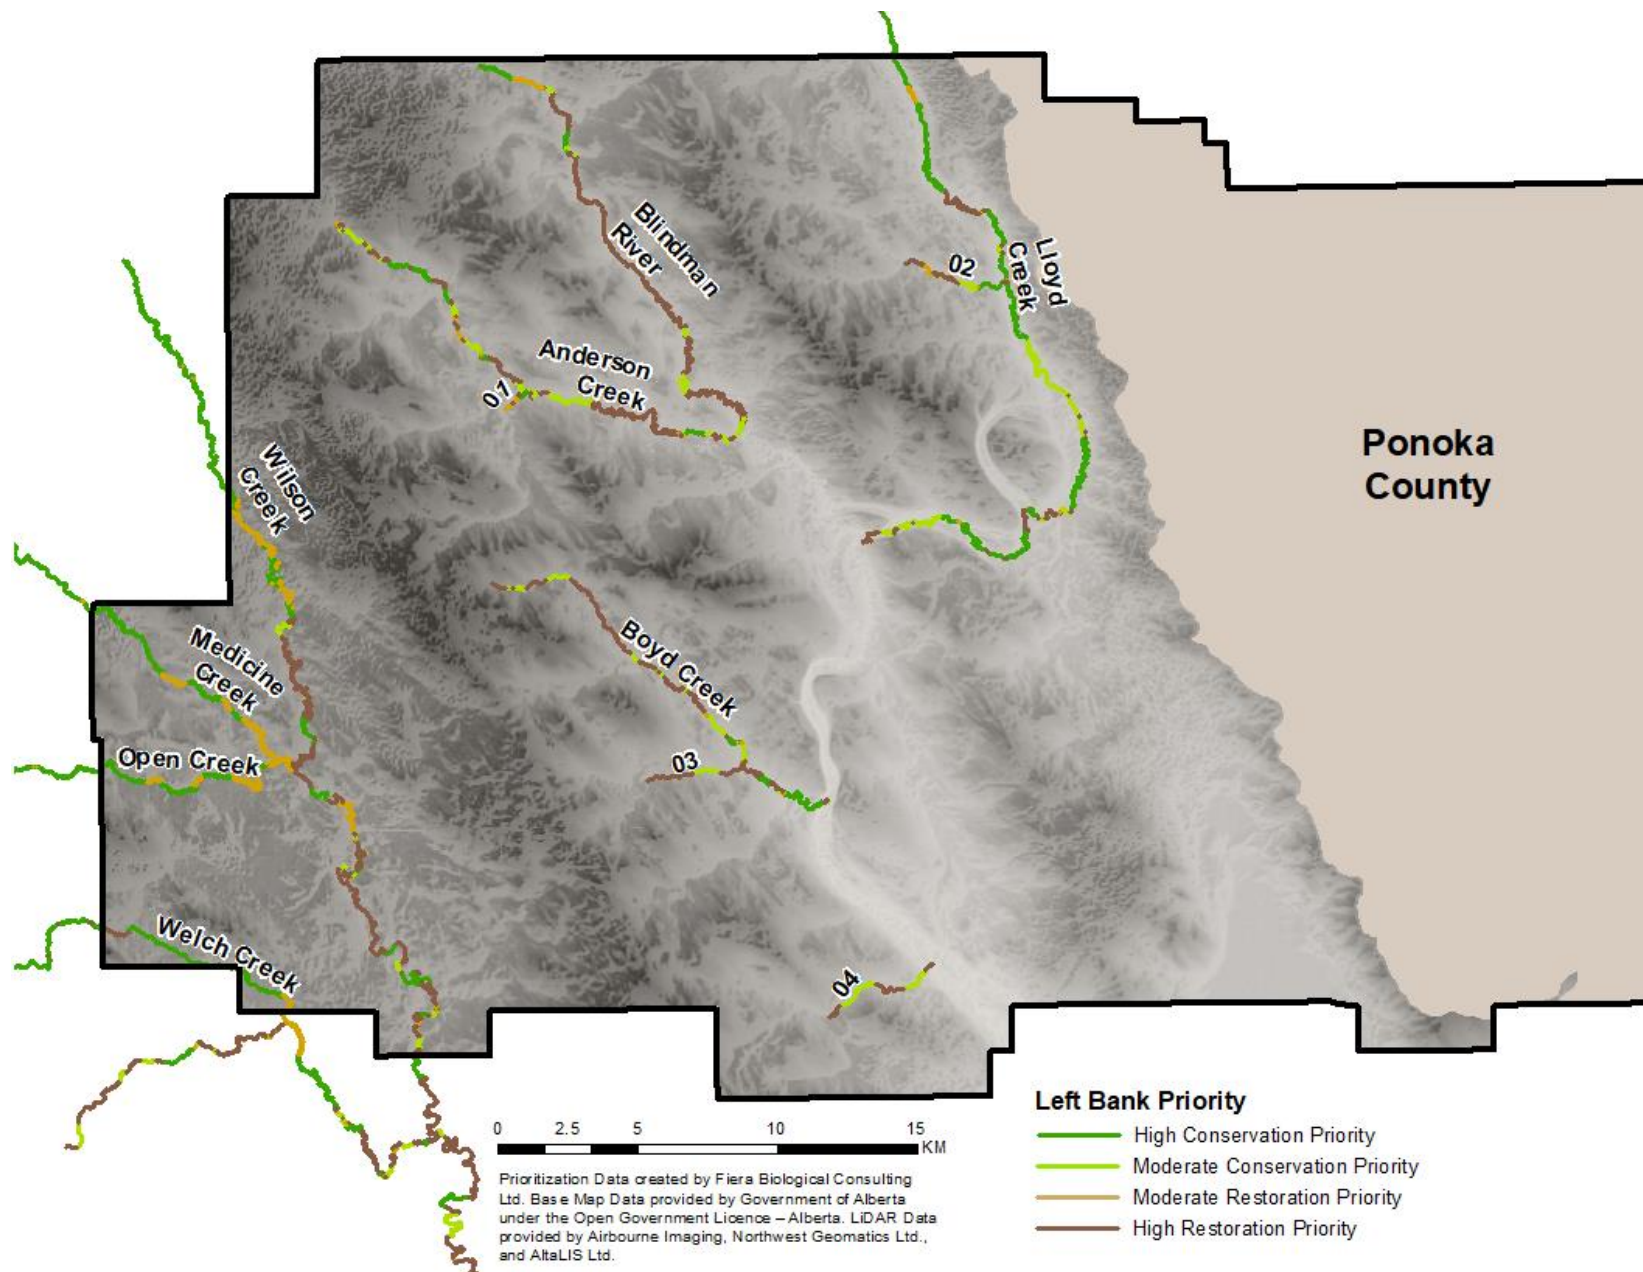 Blindman
River
Lloyd
Creek
02
Anderson
Creek
01
Ponoka
County
Wilson
Creek
Medicine
Creek
Boyd Creek
Open Creek
03
Welch Creek
04
Left Bank Priority
High Conservation Priority
Moderate Conservation Priority
Moderate Restoration Priority
High Restoration Priority
0 2.5 5 10 15
KM
Prioritization Data created by Fiera Biological Consulting
Ltd. Base Map Data provided by Government of Alberta
under the Open Government Licence – Alberta. LiDAR Data
provided by Airbourne Imaging, Northwest Geomatics Ltd.,
and AltaLIS Ltd.